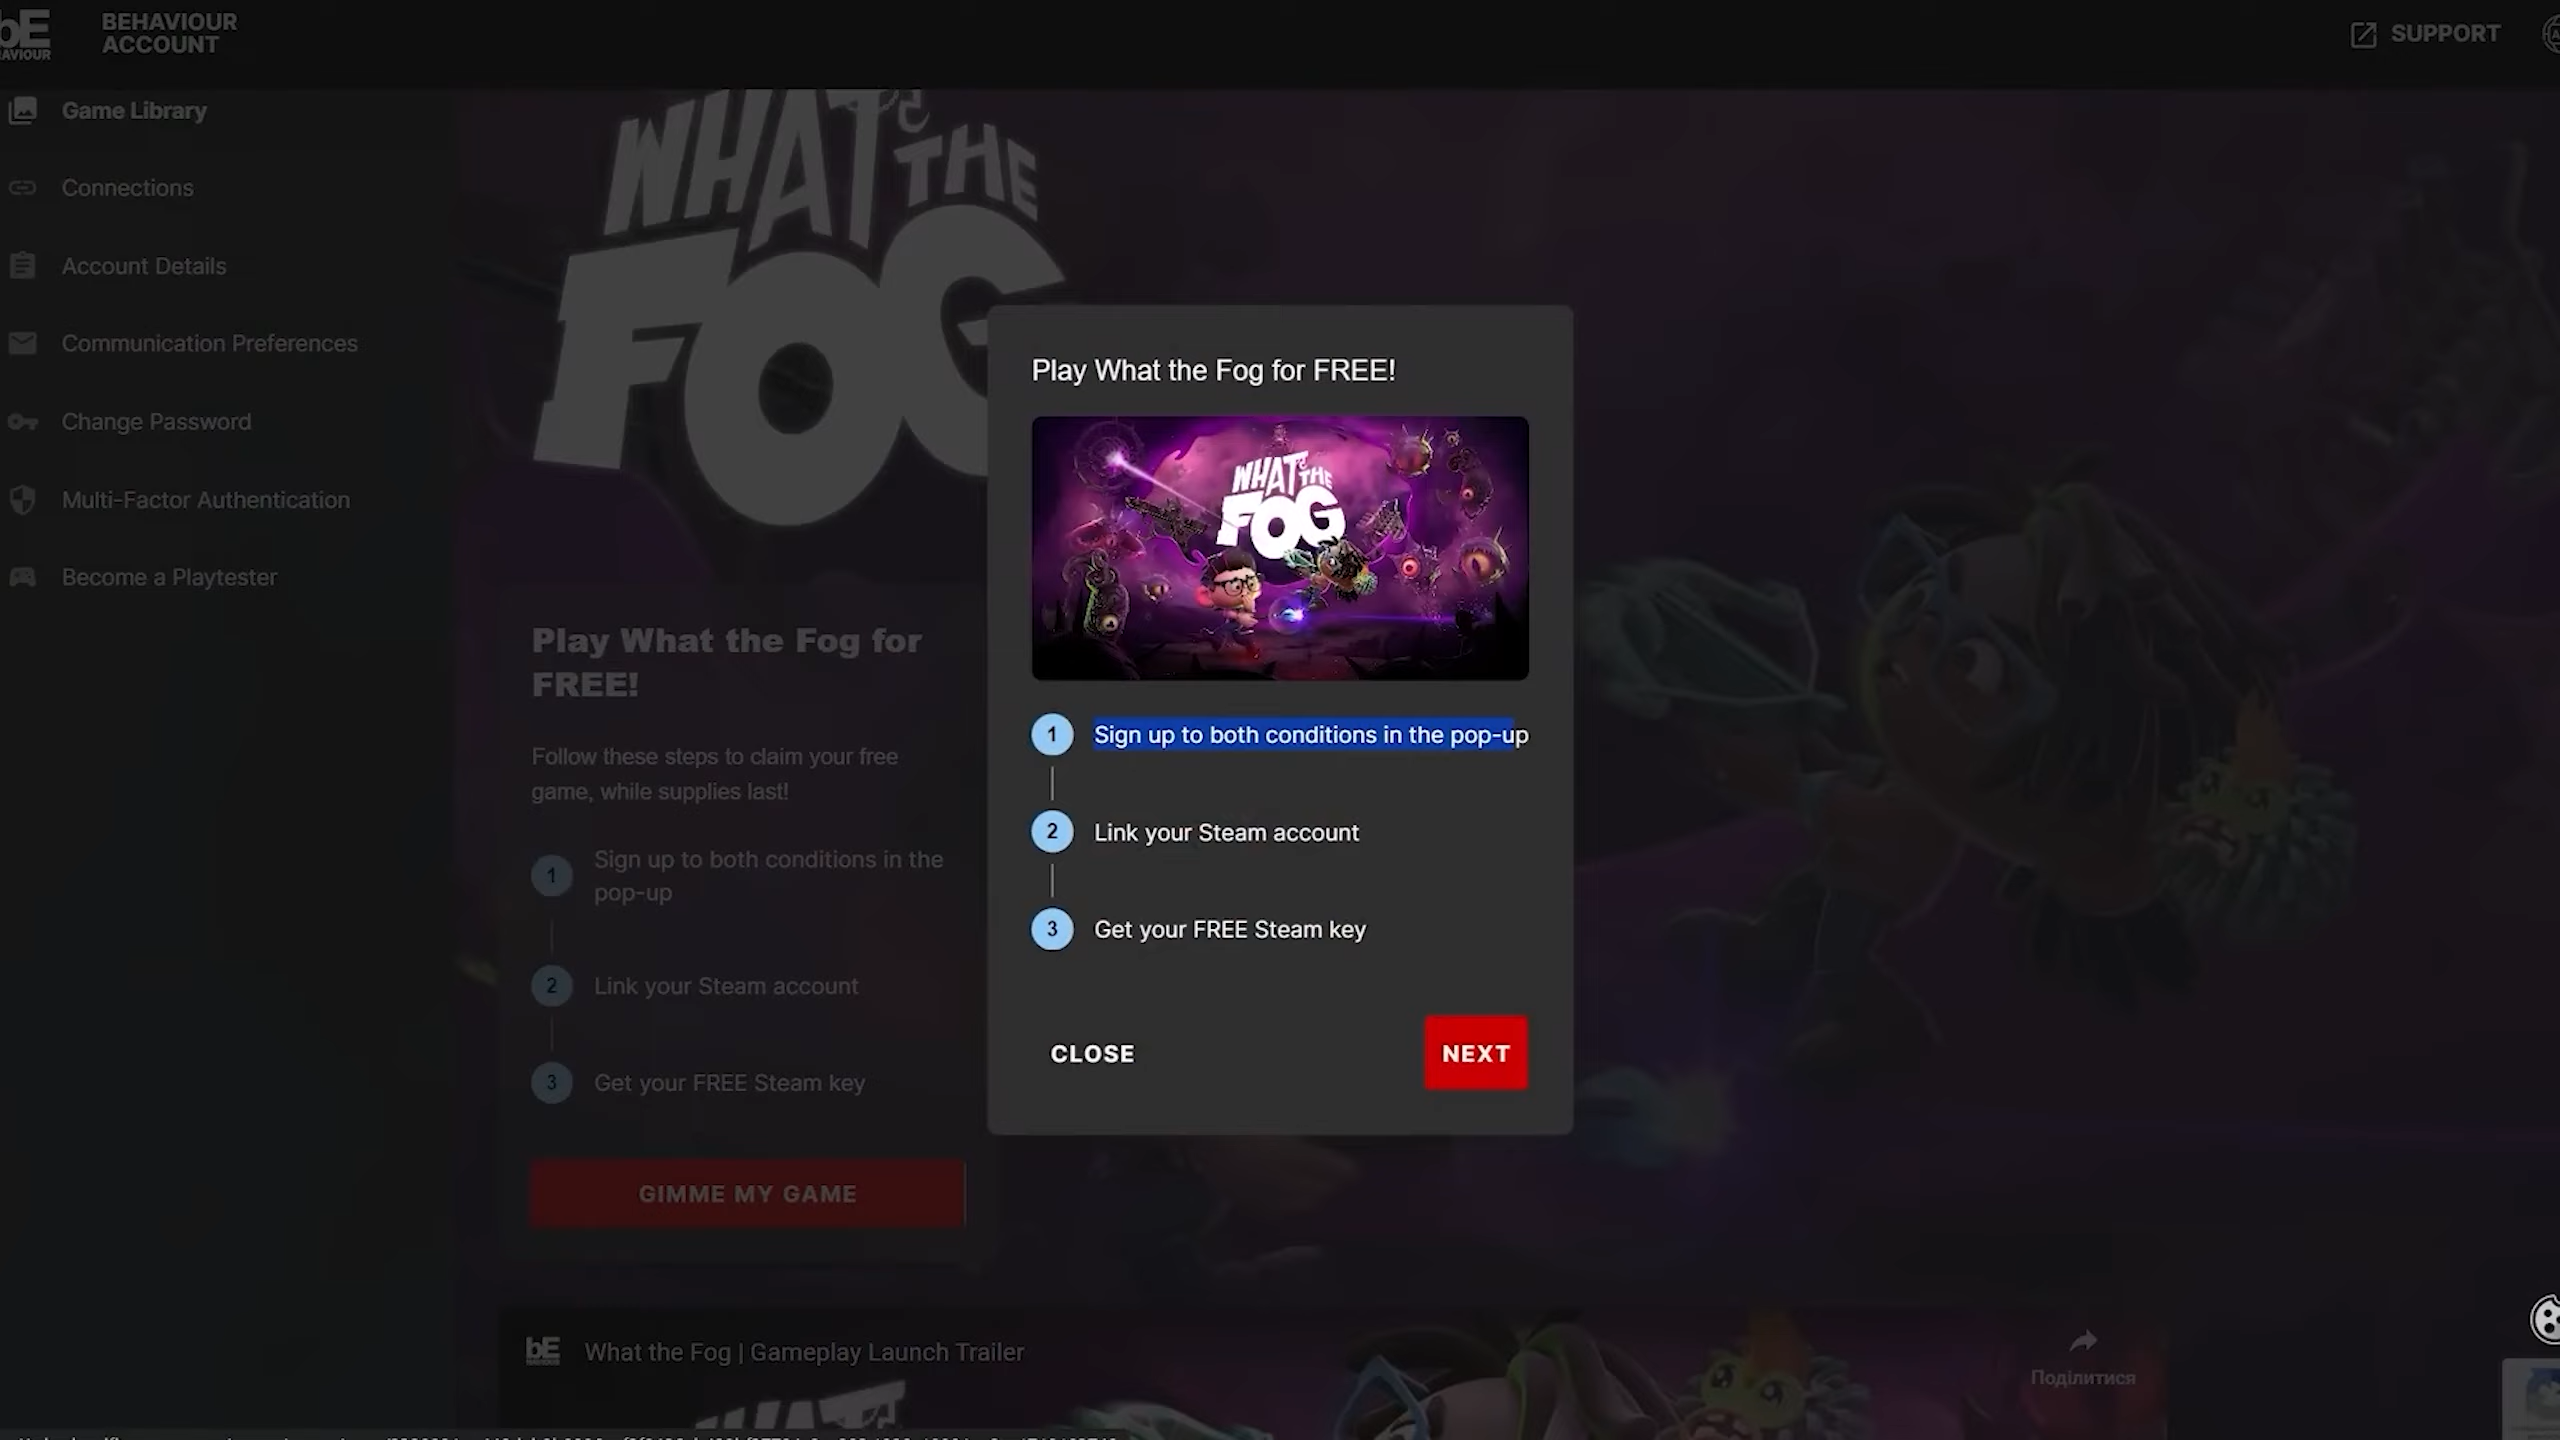 bE
BEHAVIOUR
ACCOUNT
SUPPORT
Game Library
Connections
Account Details
Communication Preferences
Change Password
Multi-Factor Authentication
Become a Playtester
WHAT THE
FOG
Play What the Fog for
FREE!
Follow these steps to claim your free
game, while supplies last!
1 Sign up to both conditions in the
pop-up
2 Link your Steam account
3 Get your FREE Steam key
GIMME MY GAME
Play What the Fog for FREE!
WHAT THE
FOG
1 Sign up to both conditions in the pop-up
2 Link your Steam account
3 Get your FREE Steam key
CLOSE
NEXT
bE What the Fog | Gameplay Launch Trailer
Поділитися
WHAT